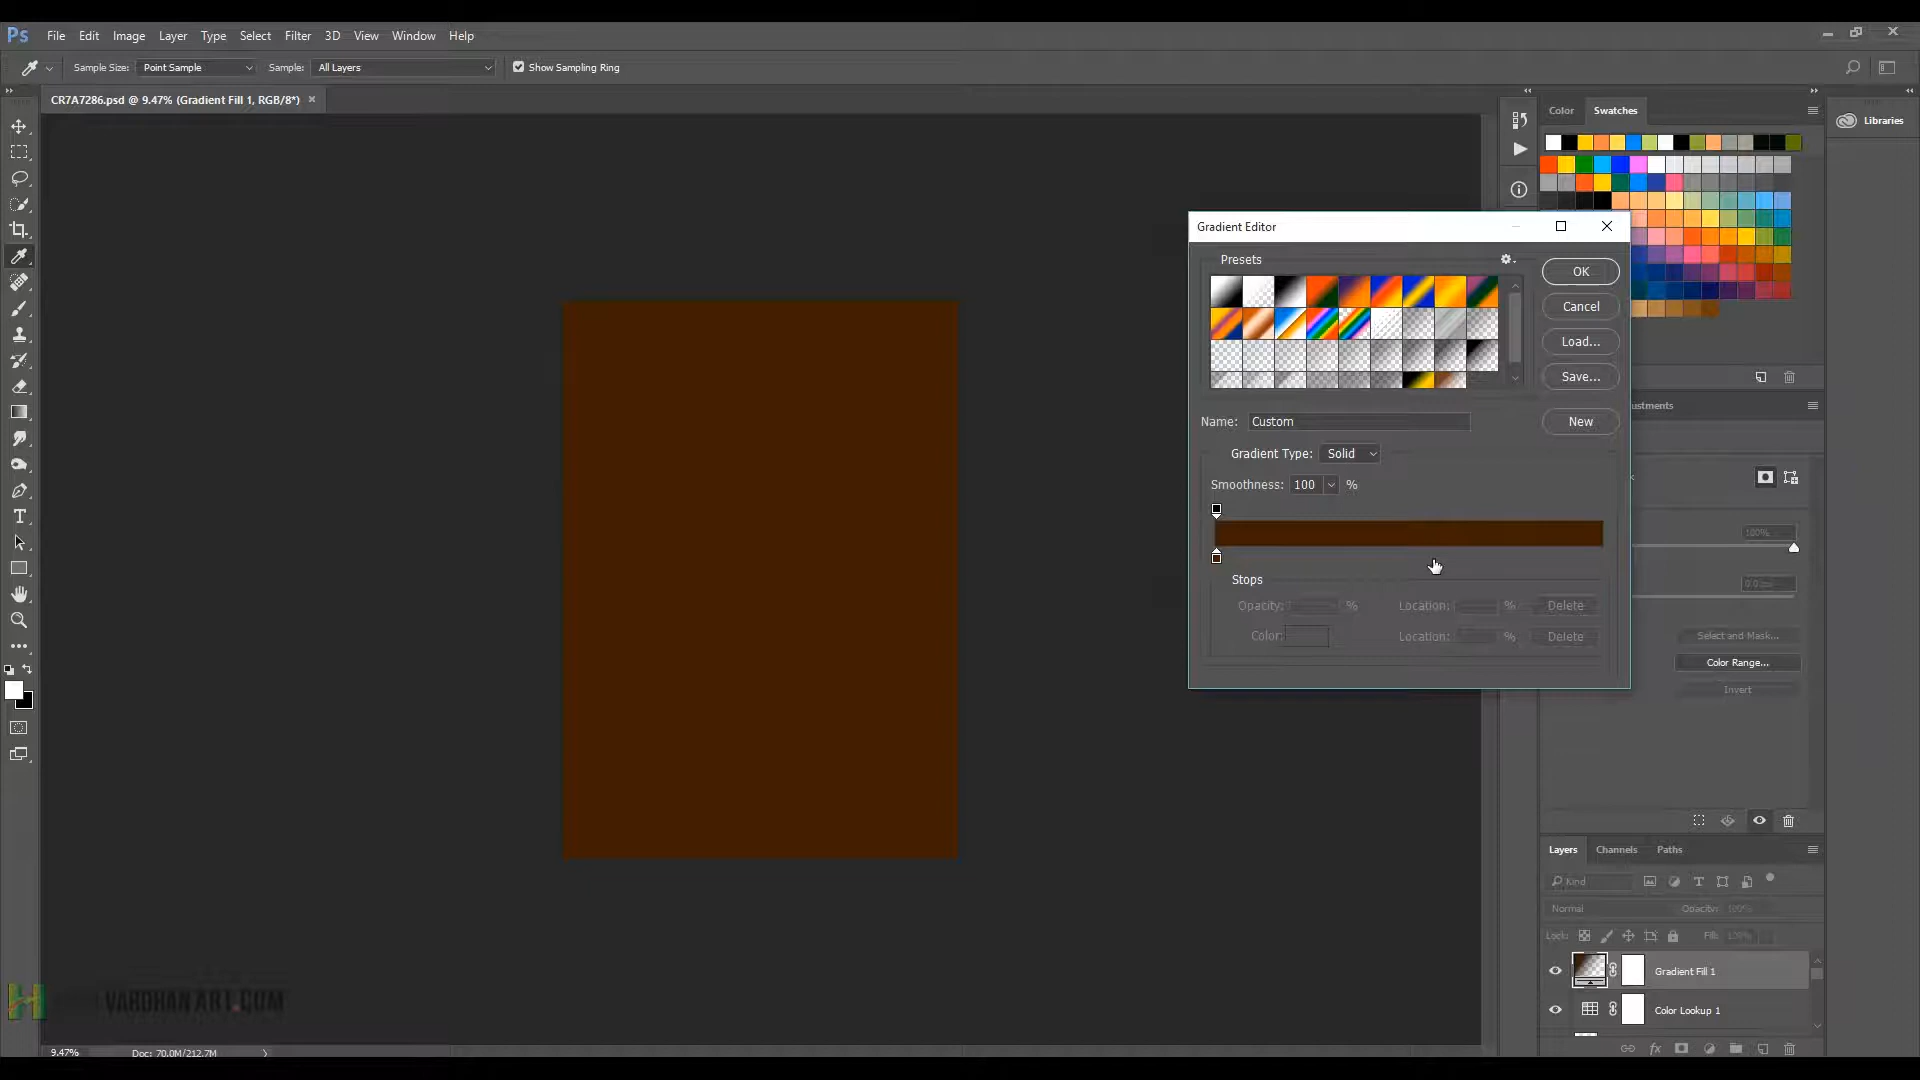 Ps File Edit Image Layer Type Select Filter 3D View Window Help
Sample Size: Point Sample Sample: All Layers Show Sampling Ring
CR7A7286.psd @ 9.47% (Gradient Fill 1, RGB/8*) ×
Color Swatches
Libraries
Gradient Editor
Presets
OK
Cancel
Load...
Save...
Name: Custom
New
Gradient Type: Solid
Smoothness: 100 %
Stops
Opacity: % Location: % Delete
Color: Location: % Delete
ustments
100%
Select and Mask...
Color Range...
Invert
Layers Channels Paths
Kind
Normal Opacity: 100%
Lock: Fill: 100%
Gradient Fill 1
Color Lookup 1
fx
VARDHANART.COM
9.47% Doc: 70.0M/212.7M